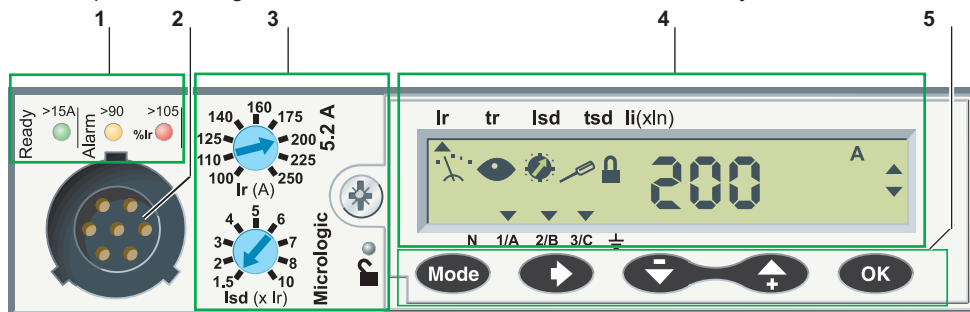 1 2 3 4 5
Ready >15A Alarm >90 %Ir >105
140 160 175
125 200
110 225
100 250
Ir (A)
5.2 A
4 5 6
3 7
2 8
1.5 10
Isd (x Ir)
Micrologic
Ir tr Isd tsd Ii(xIn)
200 A
N 1/A 2/B 3/C
Mode - + OK